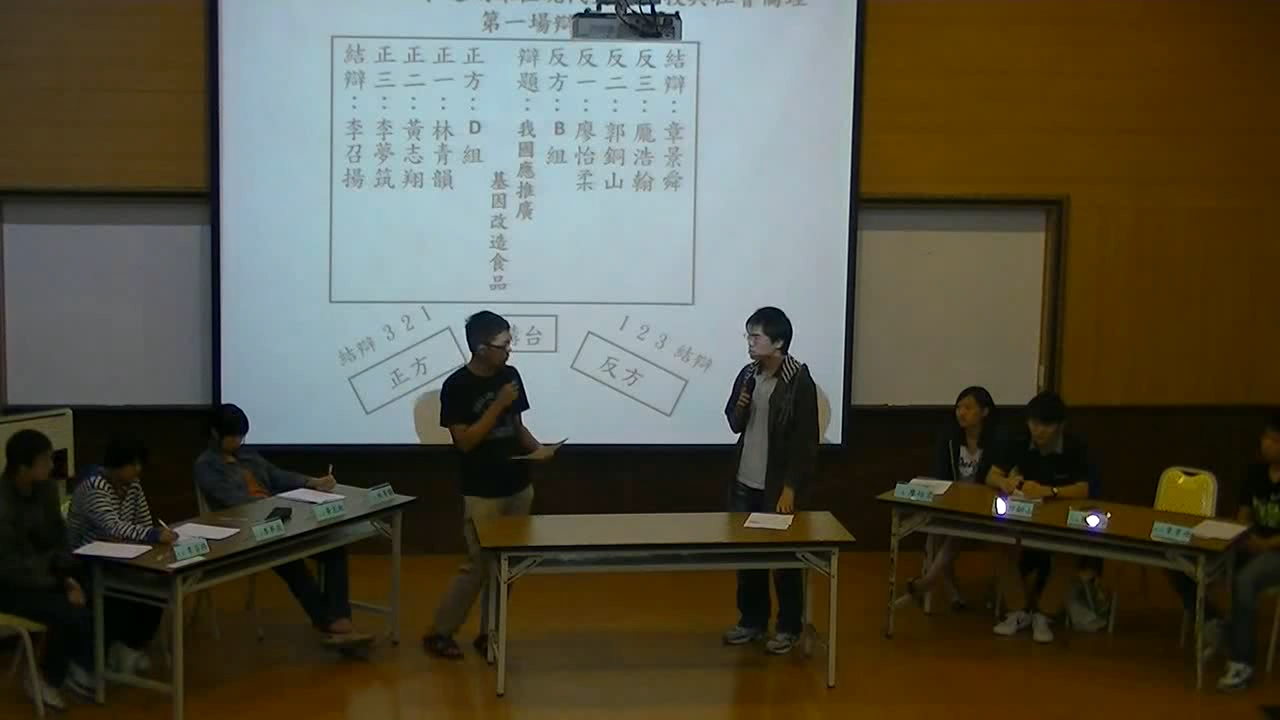 第一場辯
結辯：章景舜
反三：龐浩翰
反二：郭銅山
反一：廖怡柔
反方：B組
辯題：我國應推廣
基因改造食品
正方：D組
正一：林青韻
正二：黃志翔
正三：李夢筑
結辯：李召揚
結辯 3 2 1
正方
台
1 2 3 結辯
反方